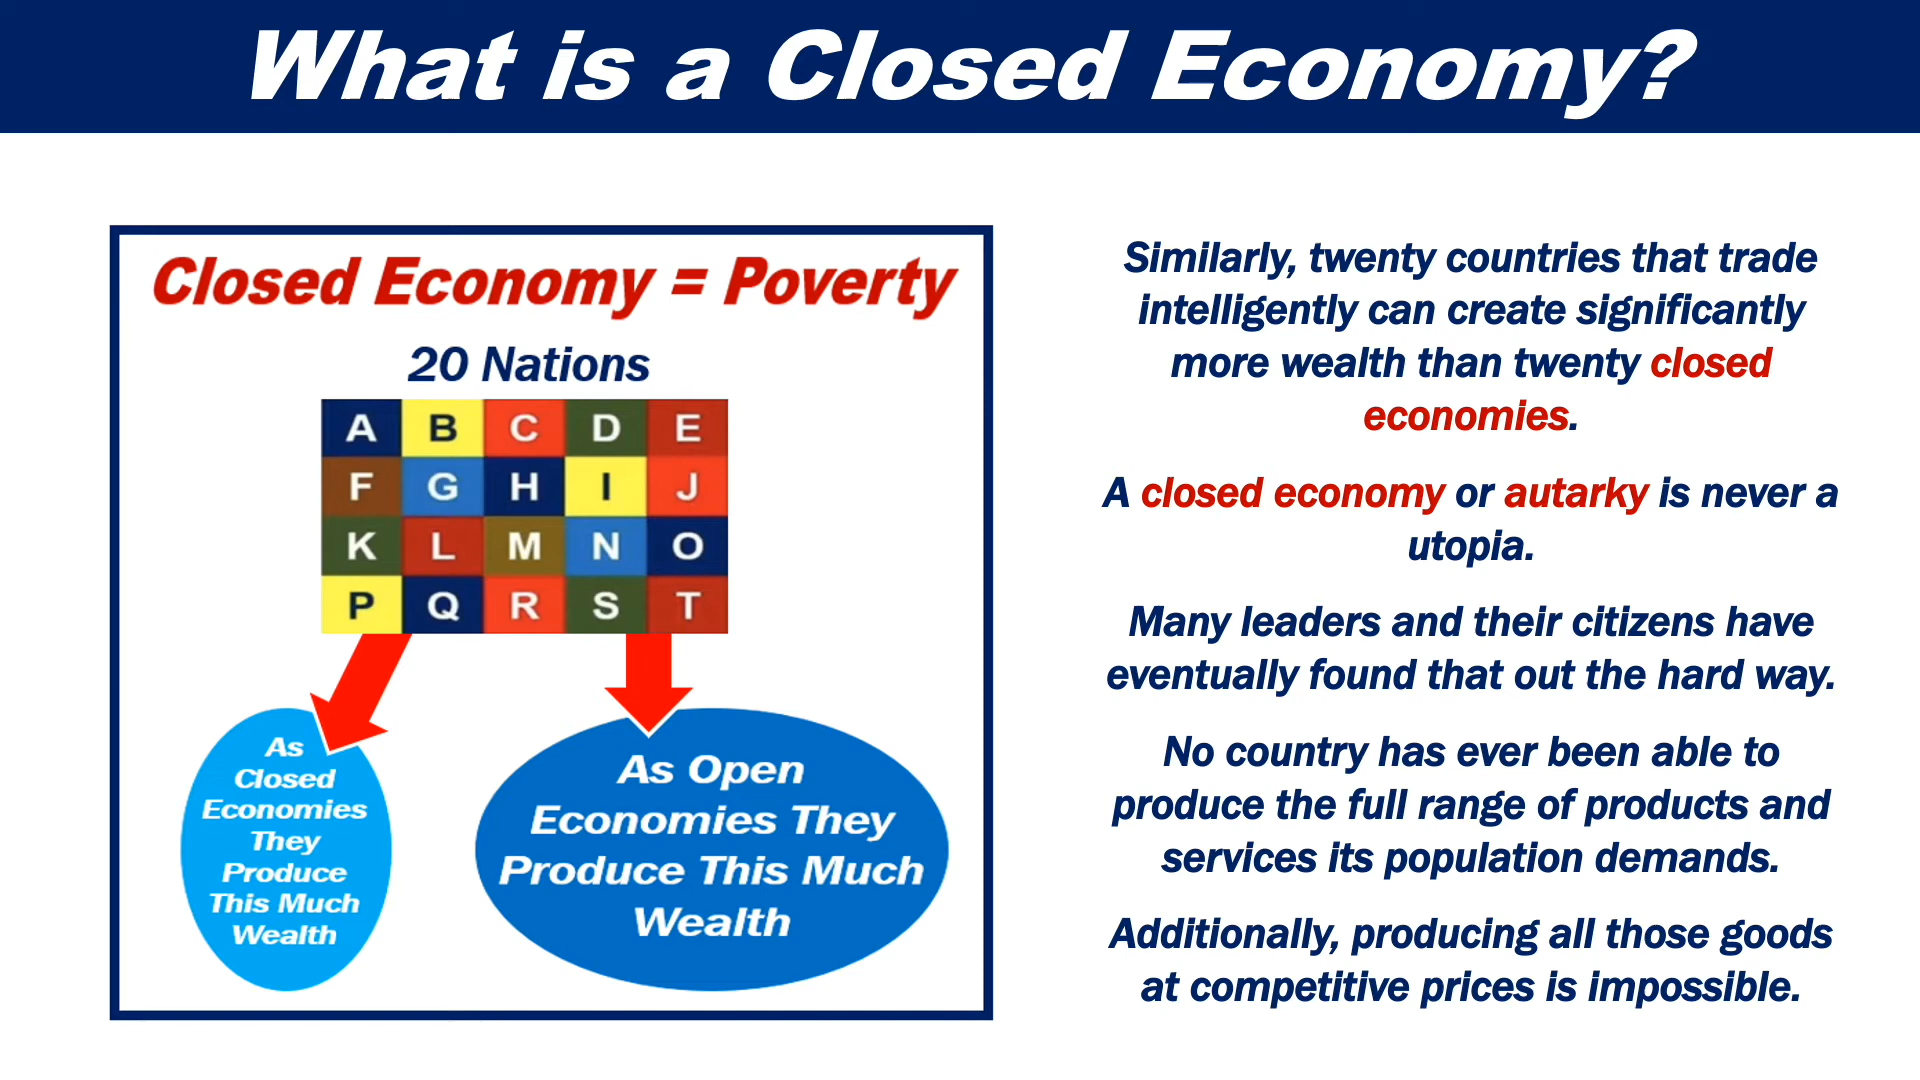 What is a Closed Economy?
Closed Economy = Poverty
20 Nations
A B C D E
F G H I J
K L M N O
P Q R S T
As
Closed
Economies
They
Produce
This Much
Wealth
As Open
Economies They
Produce This Much
Wealth
Similarly, twenty countries that trade
intelligently can create significantly
more wealth than twenty closed
economies.
A closed economy or autarky is never a
utopia.
Many leaders and their citizens have
eventually found that out the hard way.
No country has ever been able to
produce the full range of products and
services its population demands.
Additionally, producing all those goods
at competitive prices is impossible.